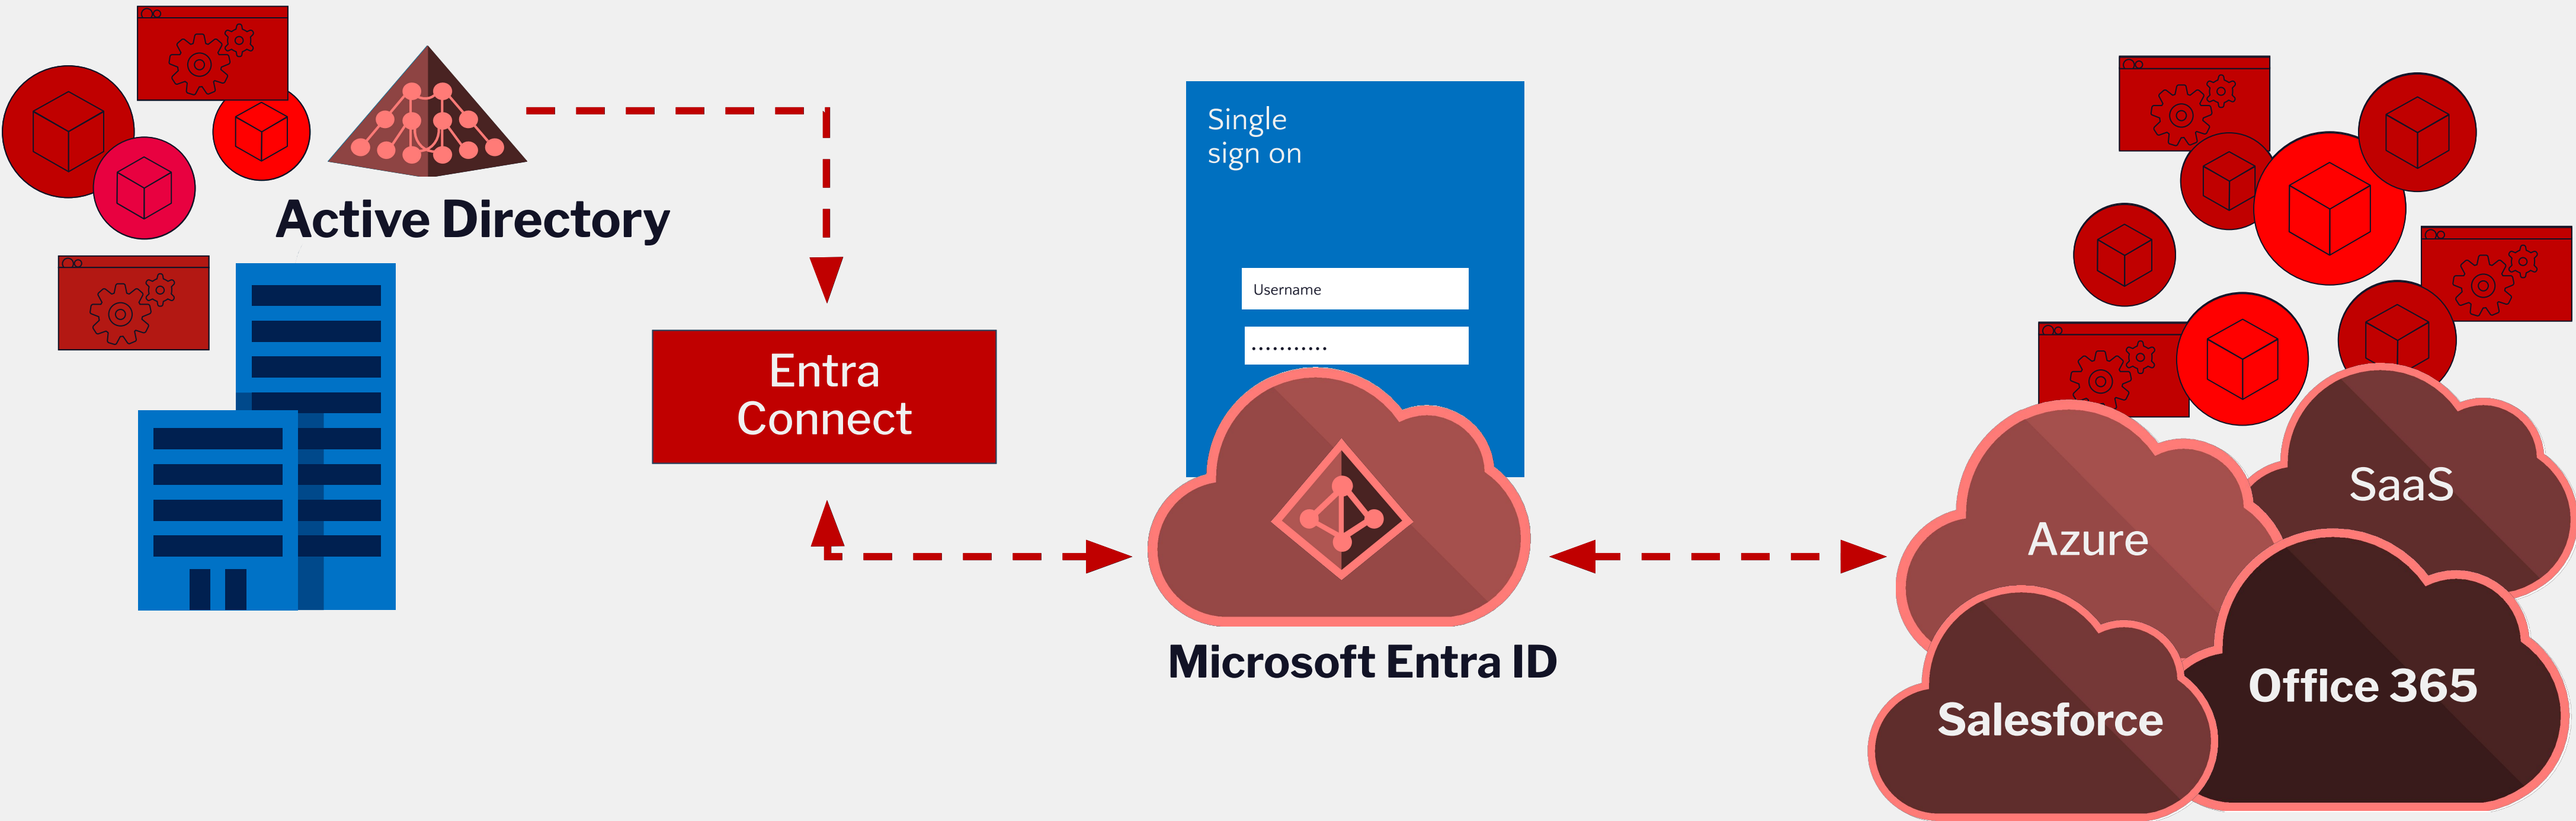 Active Directory
Entra
Connect
Single
sign on
Username
...........
Microsoft Entra ID
SaaS
Azure
Office 365
Salesforce